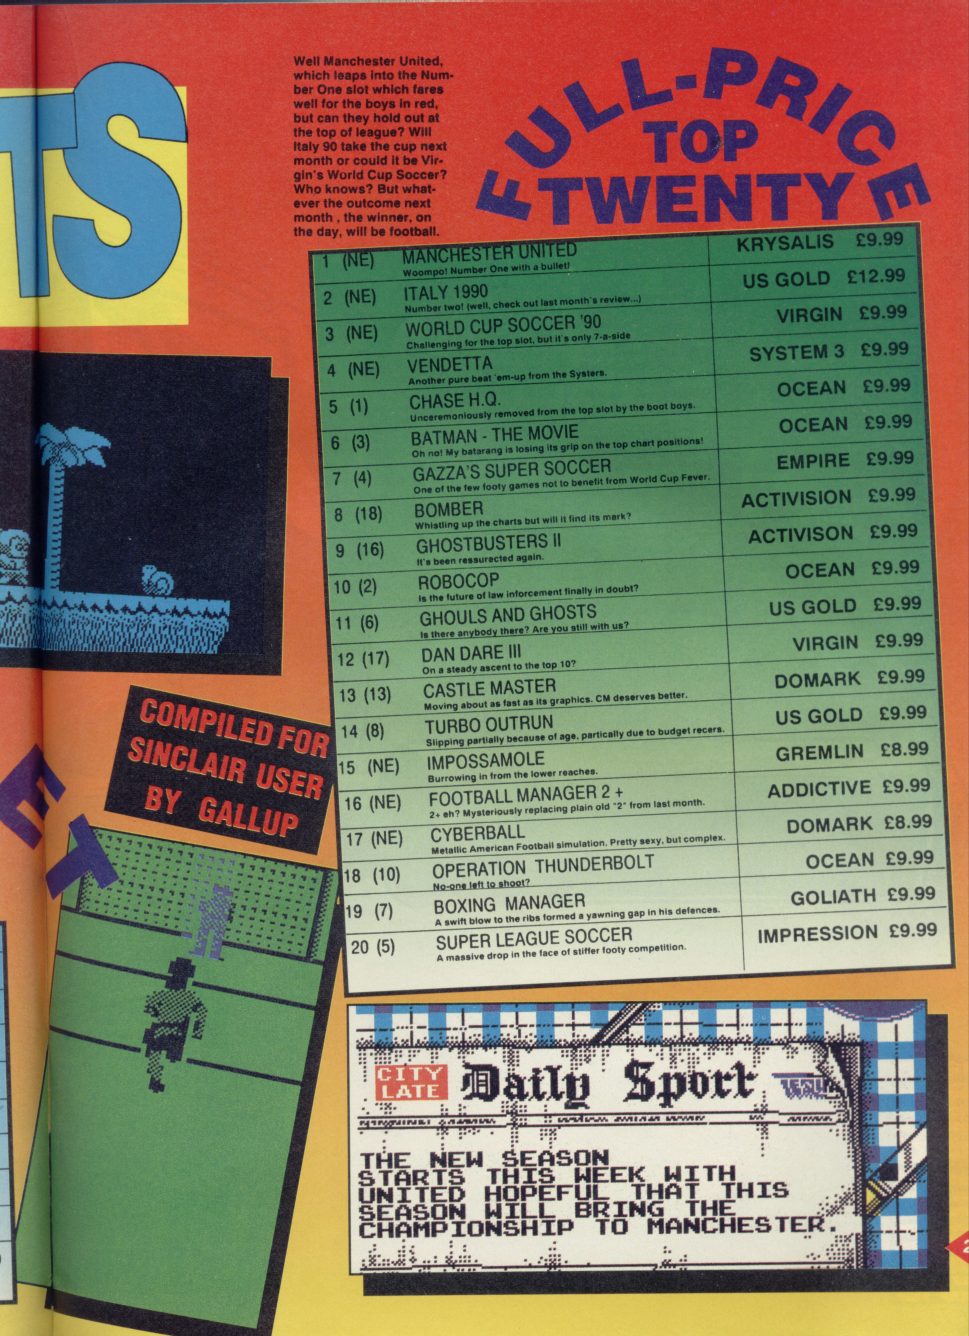 TS
Well Manchester United,
which leaps into the Num-
ber One slot which fares
well for the boys in red,
but can they hold out at
the top of league? Will
Italy 90 take the cup next
month or could it be Vir-
gin's World Cup Soccer?
Who knows? But what-
ever the outcome next
month , the winner, on
the day, will be football.
FULL-PRICE
TOP
TWENTY
1 (NE) MANCHESTER UNITED KRYSALIS £9.99
Woompo! Number One with a bullet!
2 (NE) ITALY 1990 US GOLD £12.99
Number two! (well, check out last month's review...)
3 (NE) WORLD CUP SOCCER '90 VIRGIN £9.99
Challenging for the top slot, but it's only 7-a-side
4 (NE) VENDETTA SYSTEM 3 £9.99
Another pure beat 'em-up from the Systers.
5 (1) CHASE H.Q. OCEAN £9.99
Unceremoniously removed from the top slot by the boot boys.
6 (3) BATMAN - THE MOVIE OCEAN £9.99
Oh no! My batarang is losing its grip on the top chart positions!
7 (4) GAZZA'S SUPER SOCCER EMPIRE £9.99
One of the few footy games not to benefit from World Cup Fever.
8 (18) BOMBER ACTIVISION £9.99
Whistling up the charts but will it find its mark?
9 (16) GHOSTBUSTERS II ACTIVISON £9.99
It's been ressurected again.
10 (2) ROBOCOP OCEAN £9.99
Is the future of law inforcement finally in doubt?
11 (6) GHOULS AND GHOSTS US GOLD £9.99
Is there anybody there? Are you still with us?
12 (17) DAN DARE III VIRGIN £9.99
On a steady ascent to the top 10?
13 (13) CASTLE MASTER DOMARK £9.99
Moving about as fast as its graphics. CM deserves better.
14 (8) TURBO OUTRUN US GOLD £9.99
Slipping partially because of age, partically due to budget recers.
15 (NE) IMPOSSAMOLE GREMLIN £8.99
Burrowing in from the lower reaches.
16 (NE) FOOTBALL MANAGER 2 + ADDICTIVE £9.99
2+ eh? Mysteriously replacing plain old "2" from last month.
17 (NE) CYBERBALL DOMARK £8.99
Metallic American Football simulation. Pretty sexy, but complex.
18 (10) OPERATION THUNDERBOLT OCEAN £9.99
No-one left to shoot?
19 (7) BOXING MANAGER GOLIATH £9.99
A swift blow to the ribs formed a yawning gap in his defences.
20 (5) SUPER LEAGUE SOCCER IMPRESSION £9.99
A massive drop in the face of stiffer footy competition.
COMPILED FOR
SINCLAIR USER
BY GALLUP
ET
CITY
LATE
Daily Sport
THE NEW SEASON
STARTS THIS WEEK WITH
UNITED HOPEFUL THAT THIS
SEASON WILL BRING THE
CHAMPIONSHIP TO MANCHESTER.
2